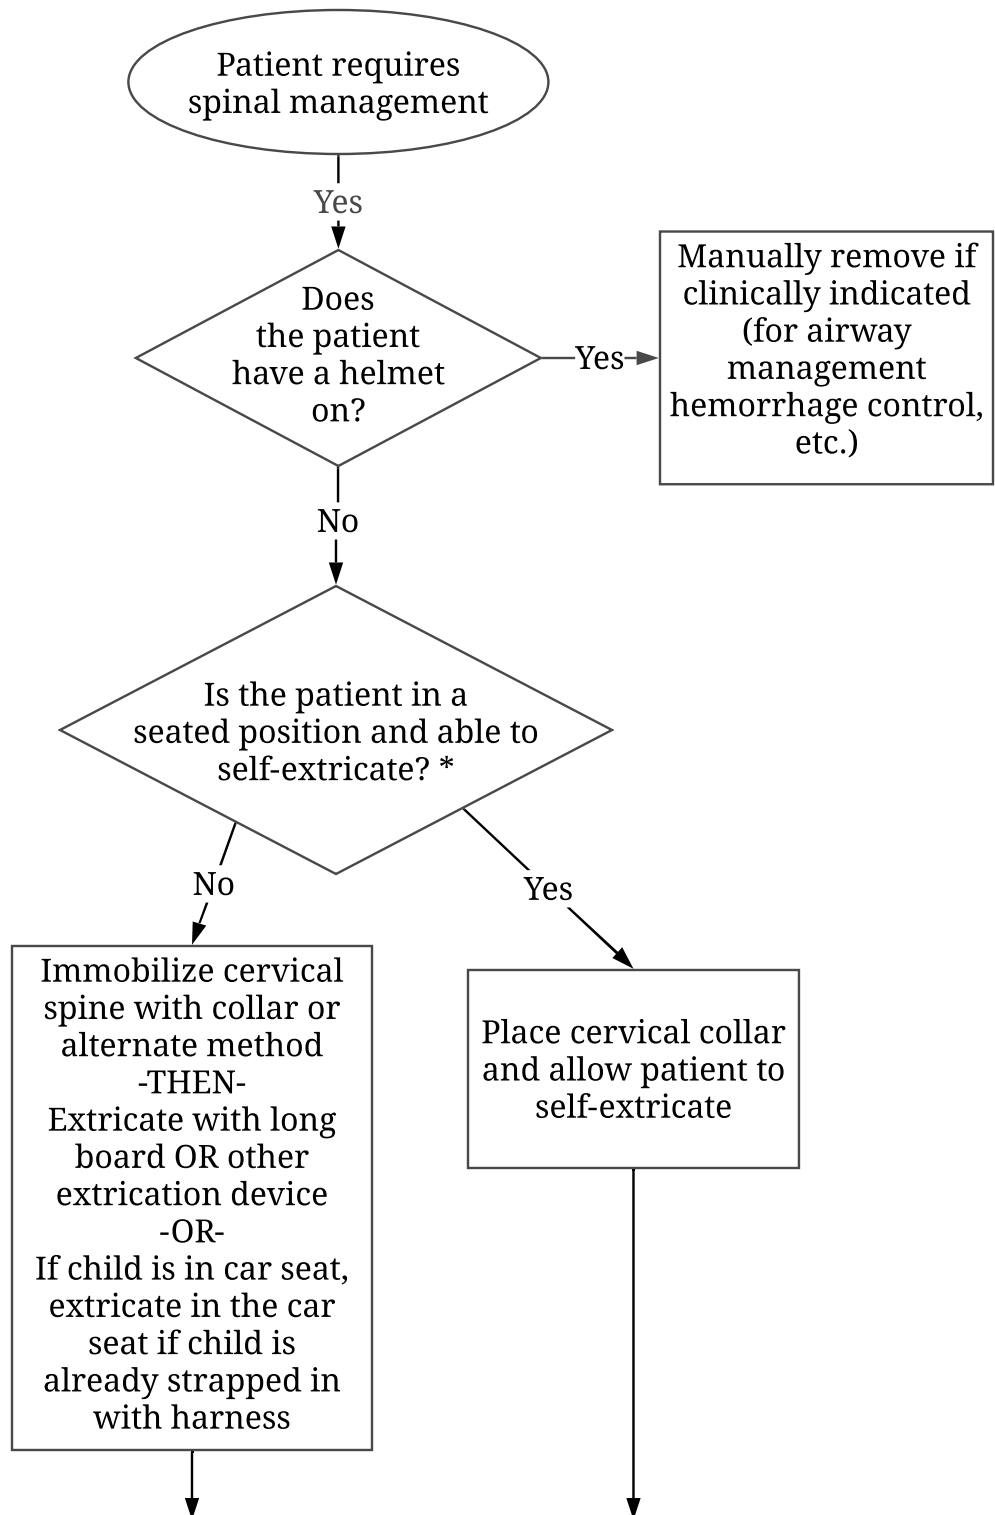 Patient requires
spinal management
Yes
Does
the patient
have a helmet
on?
Yes
Manually remove if
clinically indicated
(for airway
management
hemorrhage control,
etc.)
No
Is the patient in a
seated position and able to
self-extricate? *
No
Yes
Immobilize cervical
spine with collar or
alternate method
-THEN-
Extricate with long
board OR other
extrication device
-OR-
If child is in car seat,
extricate in the car
seat if child is
already strapped in
with harness
Place cervical collar
and allow patient to
self-extricate